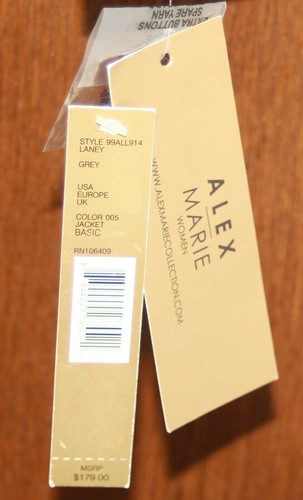 EXTRA BUTTONS
SPARE YARN
STYLE 99ALL914
LANEY
GREY
USA
EUROPE
UK
COLOR 005
JACKET
BASIC
RN106409
MSRP
$179.00
ALEX
MARIE
WOMEN
WWW.ALEXMARIECOLLECTION.COM